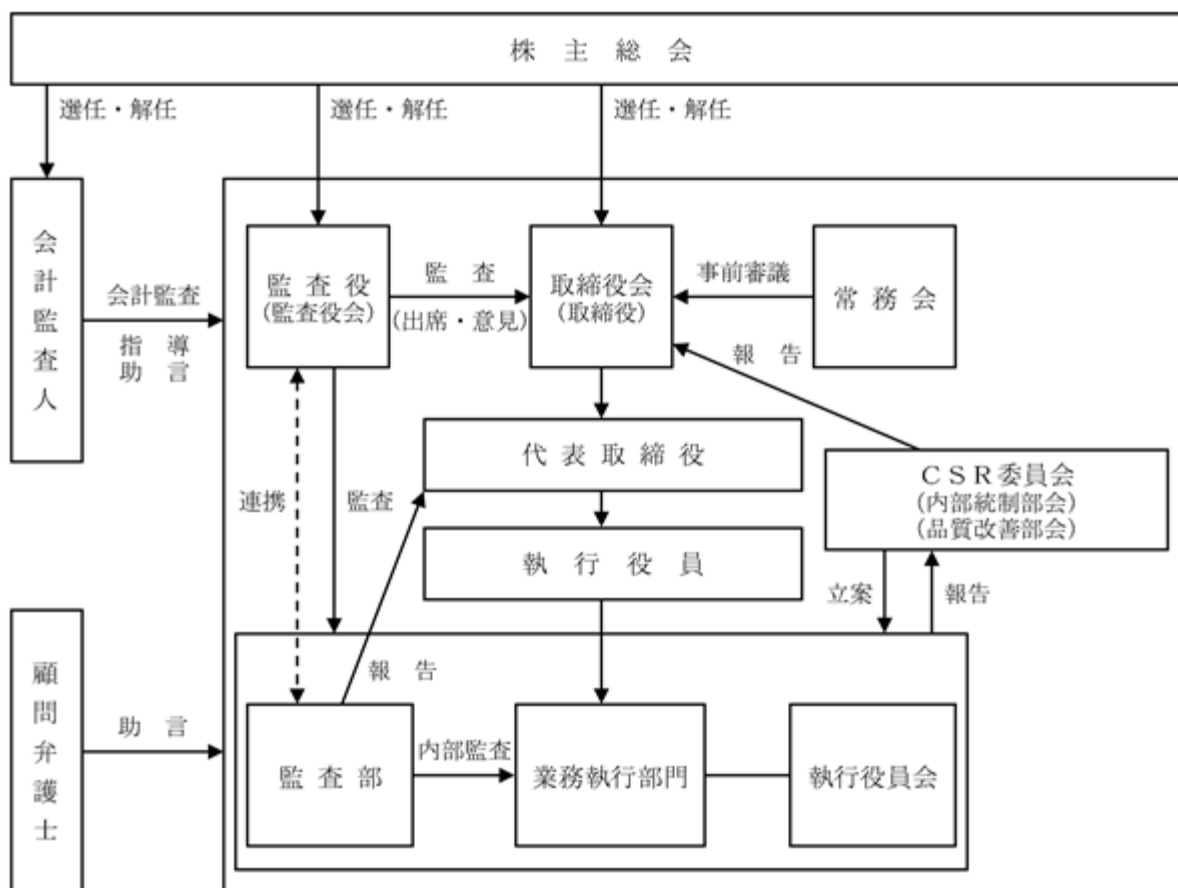 株主総会
選任・解任
選任・解任
選任・解任
会計監査人
会計監査
指導
助言
監査役
(監査役会)
監査
(出席・意見)
取締役会
(取締役)
事前審議
常務会
報告
代表取締役
CSR委員会
(内部統制部会)
(品質改善部会)
連携
監査
執行役員
立案
報告
顧問弁護士
助言
報告
監査部
内部監査
業務執行部門
執行役員会